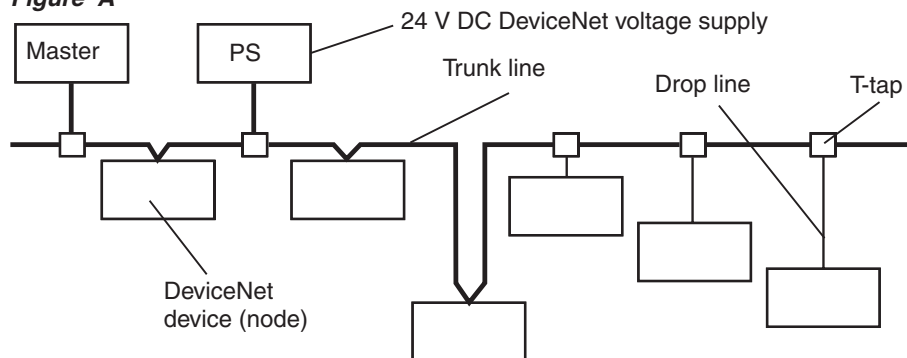 Figure A
24 V DC DeviceNet voltage supply
Master
PS
Trunk line
Drop line
T-tap
DeviceNet
device (node)